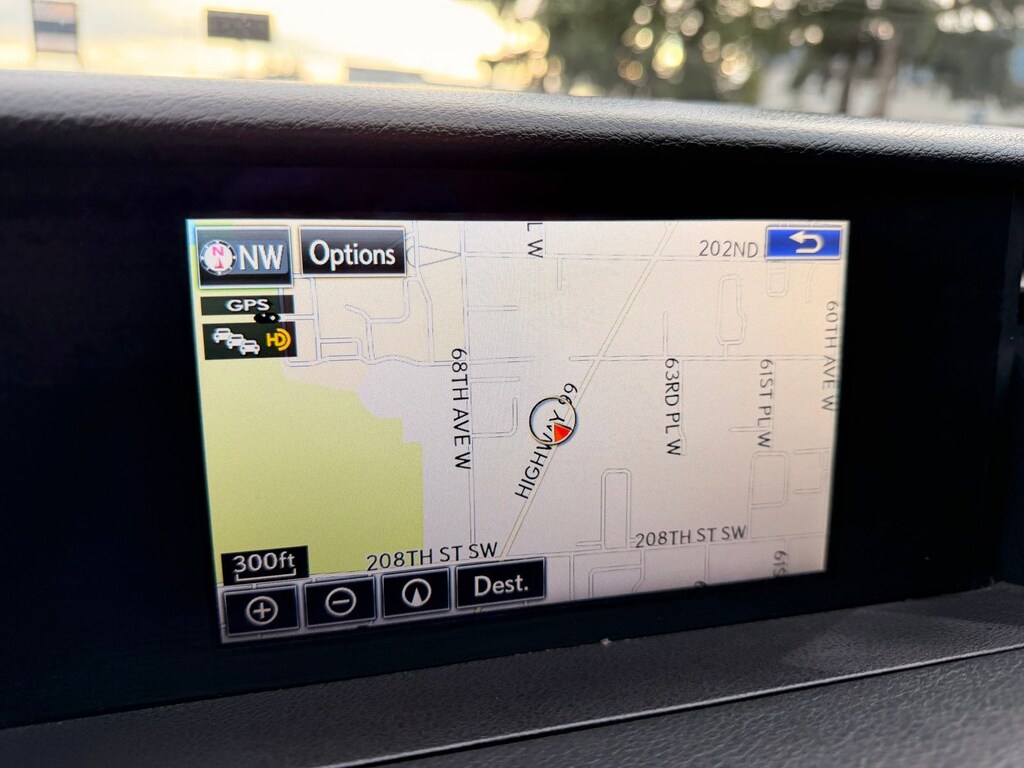 N
NW
Options
L W
202ND
GPS
HD
60TH AVE W
68TH AVE W
63RD PL W
61ST PL W
HIGHWAY 99
208TH ST SW
208TH ST SW
300ft
61S
Dest.